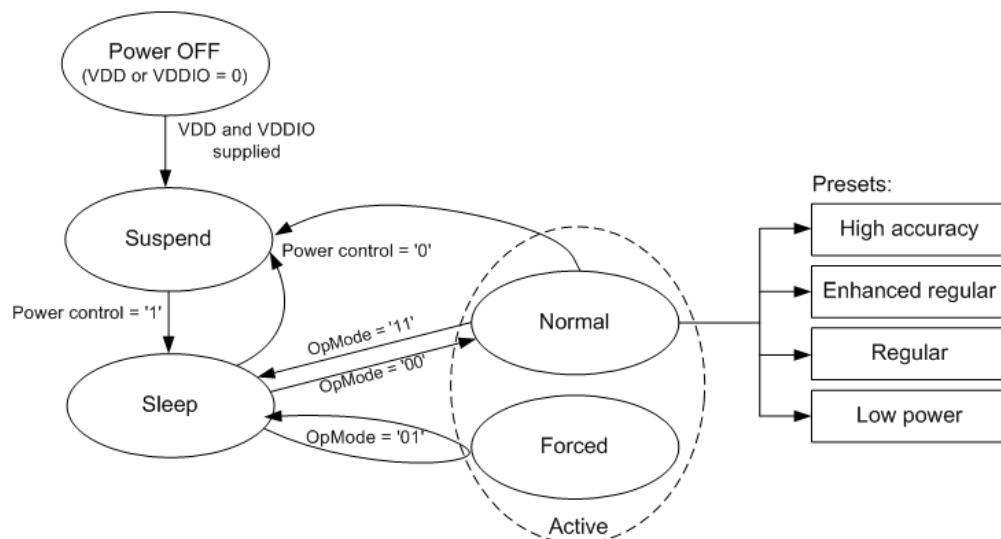 Power OFF
(VDD or VDDIO = 0)
VDD and VDDIO
supplied
Presets:
High accuracy
Suspend
Power control = '0'
Enhanced regular
Power control = '1'
OpMode = '11'
Normal
Regular
OpMode = '00'
Sleep
Low power
OpMode = '01'
Forced
Active